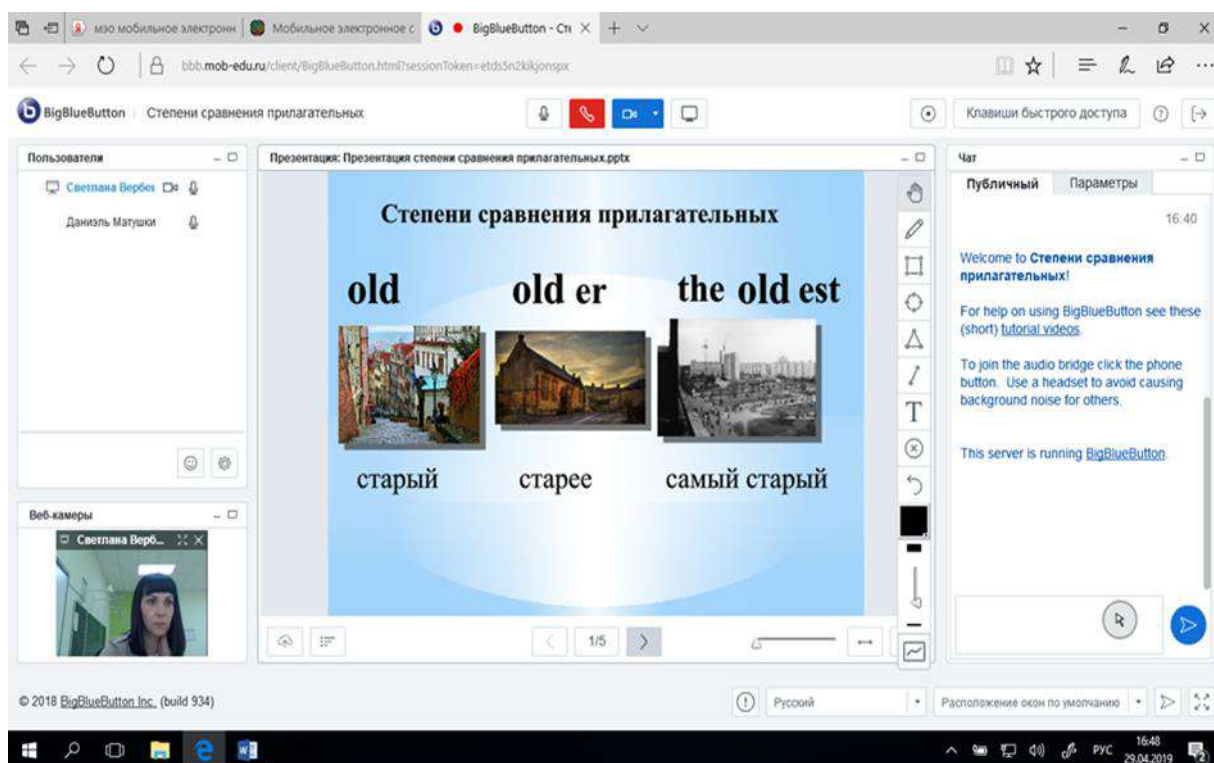 мэо мобильное электронн
Мобильное электронное с
BigBlueButton - Сте
bbb.mob-edu.ru/client/BigBlueButton.html?sessionToken=etds5n2kikjonspx
BigBlueButton
Степени сравнения прилагательных
Клавиши быстрого доступа
Пользователи
Светлана Вербен
Даниэль Матушки
Веб-камеры
Светлана Верб...
Презентация: Презентация степени сравнения прилагательных.pptx
Степени сравнения прилагательных
old old er the old est
старый старее самый старый
1/5
Чат
Публичный Параметры
16:40
Welcome to Степени сравнения
прилагательных!
For help on using BigBlueButton see these
(short) tutorial videos.
To join the audio bridge click the phone
button. Use a headset to avoid causing
background noise for others.
This server is running BigBlueButton.
© 2018 BigBlueButton Inc. (build 934)
Русский
Расположение окон по умолчанию
РУС
16:48
29.04.2019